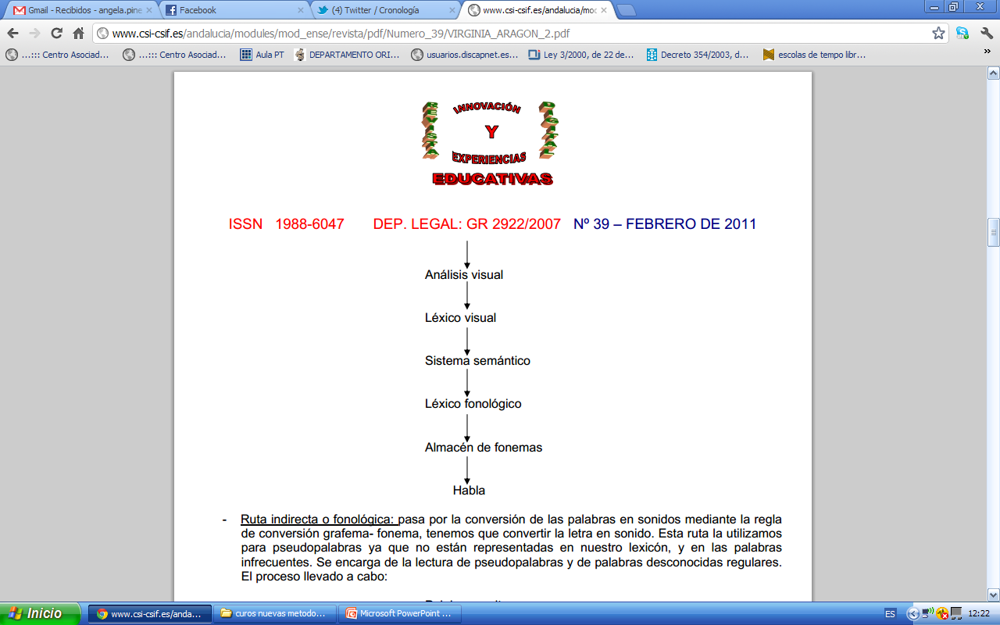 Gmail - Recibidos - angela.pine
Facebook
(4) Twitter / Cronología
www.csi-csif.es/andalucia/moc
www.csi-csif.es/andalucia/modules/mod_ense/revista/pdf/Numero_39/VIRGINIA_ARAGON_2.pdf
...::: Centro Asociad...
...::: Centro Asociad...
Aula PT
DEPARTAMENTO ORI...
usuarios.discapnet.es...
Ley 3/2000, de 22 de...
Decreto 354/2003, d...
escolas de tempo libr...
»
REVISTA
INNOVACIÓN
Y
EXPERIENCIAS
DIGITAL
EDUCATIVAS
ISSN 1988-6047 DEP. LEGAL: GR 2922/2007 Nº 39 – FEBRERO DE 2011
Análisis visual
Léxico visual
Sistema semántico
Léxico fonológico
Almacén de fonemas
Habla
- Ruta indirecta o fonológica: pasa por la conversión de las palabras en sonidos mediante la regla
de conversión grafema- fonema, tenemos que convertir la letra en sonido. Esta ruta la utilizamos
para pseudopalabras ya que no están representadas en nuestro lexicón, y en las palabras
infrecuentes. Se encarga de la lectura de pseudopalabras y de palabras desconocidas regulares.
El proceso llevado a cabo:
Inicio
www.csi-csif.es/anda...
curos nuevas metodo...
Microsoft PowerPoint ...
ES
12:22